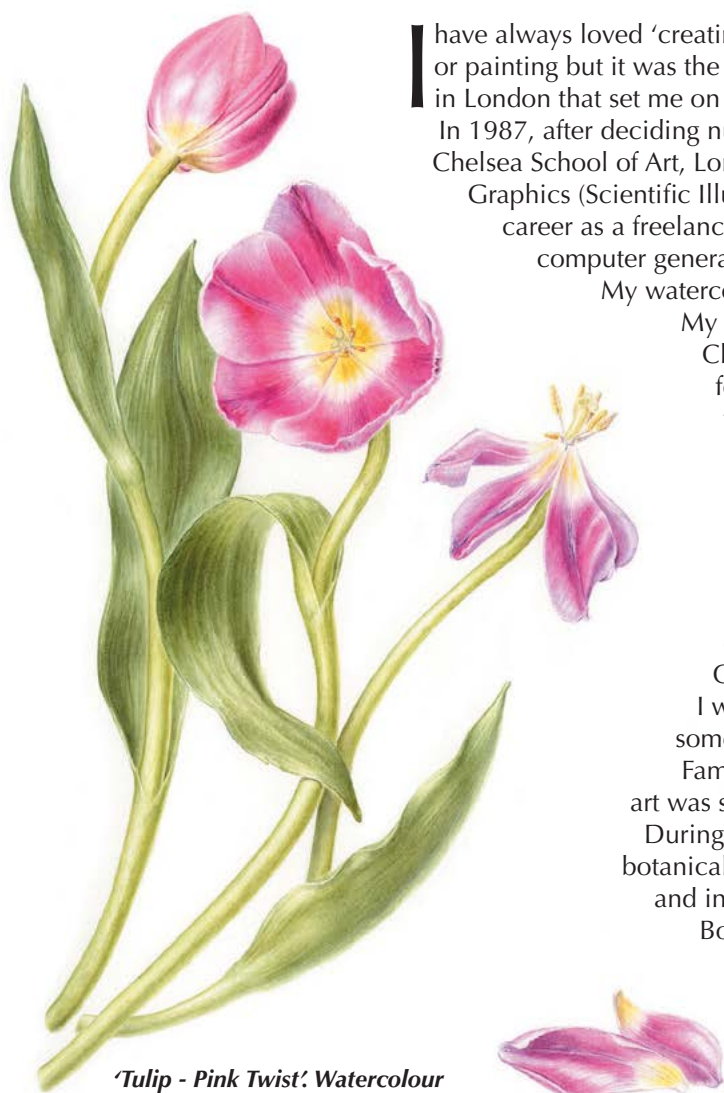 I have always loved ‘creatin
or painting but it was the
in London that set me on
In 1987, after deciding n
Chelsea School of Art, Lon
Graphics (Scientific Illu
career as a freelanc
computer genera
My waterco
My
Cl
f
I w
some
Fam
art was s
During
botanical
and in
Bo
‘Tulip - Pink Twist’. Watercolour